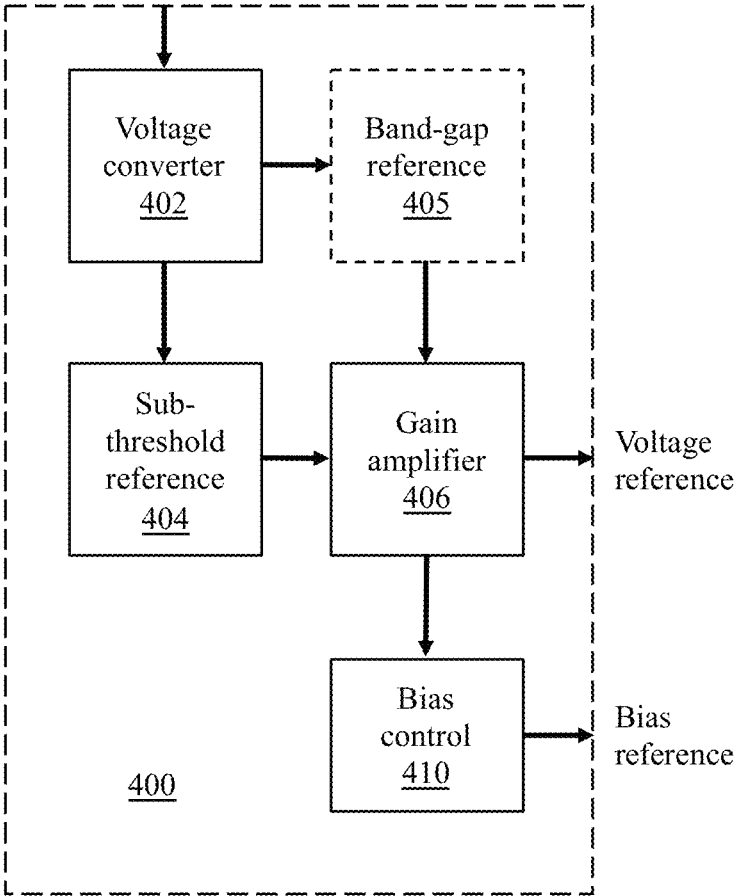 Voltage
converter
402
Band-gap
reference
405
Sub-
threshold
reference
404
Gain
amplifier
406
Voltage
reference
Bias
control
410
Bias
reference
400